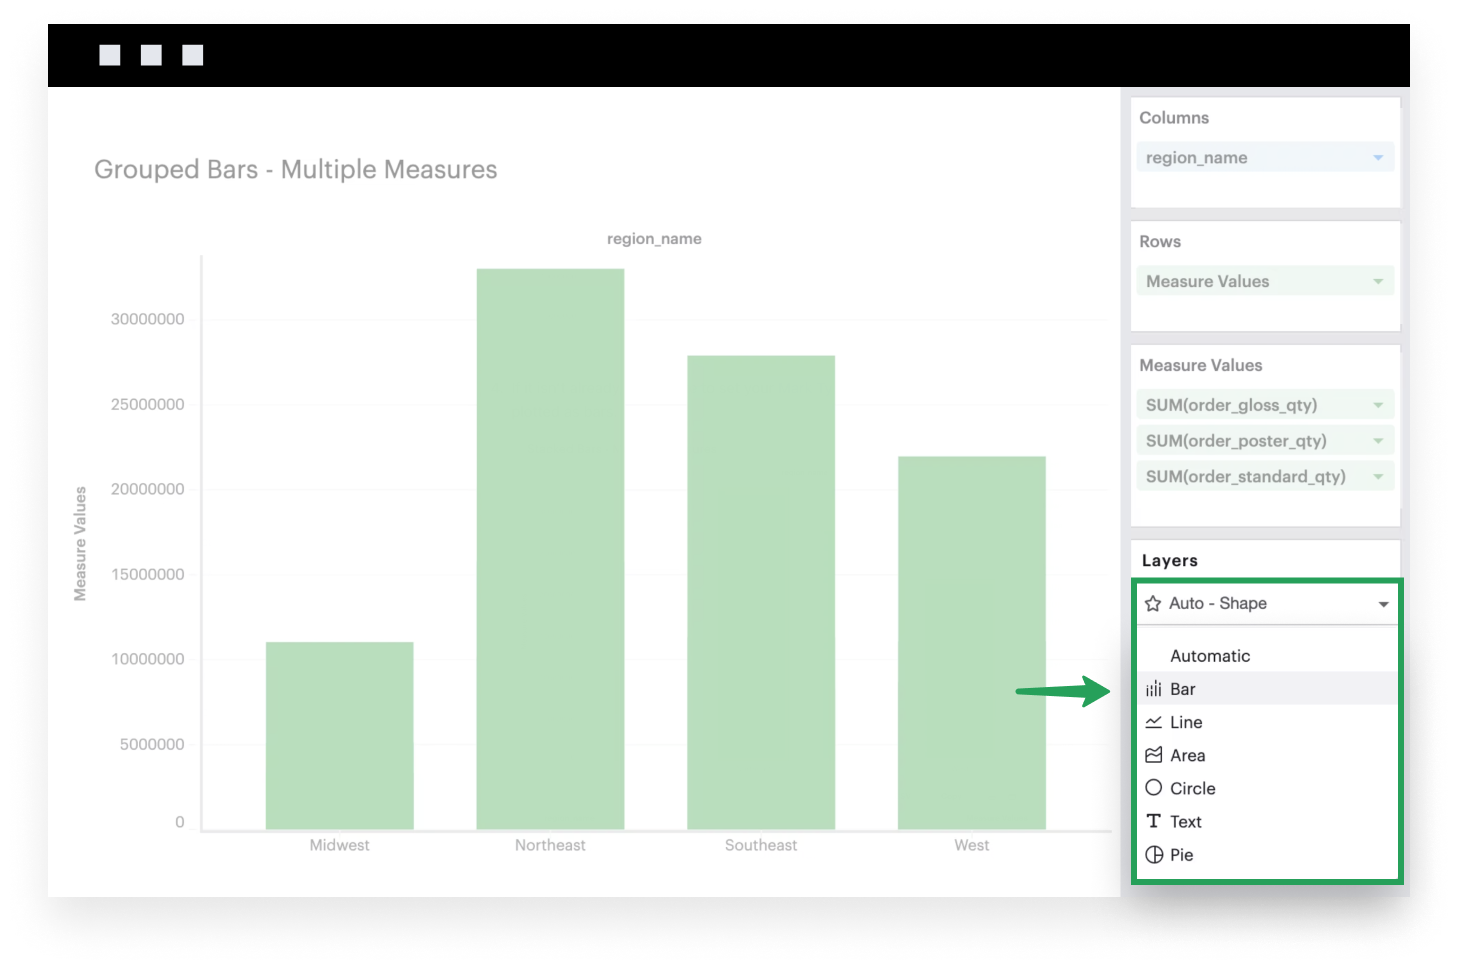 Grouped Bars - Multiple Measures
region_name
30000000
25000000
20000000
15000000
10000000
5000000
0
Measure Values
Midwest
Northeast
Southeast
West
Columns
region_name
Rows
Measure Values
Measure Values
SUM(order_gloss_qty)
SUM(order_poster_qty)
SUM(order_standard_qty)
Layers
Auto - Shape
Automatic
Bar
Line
Area
Circle
Text
Pie